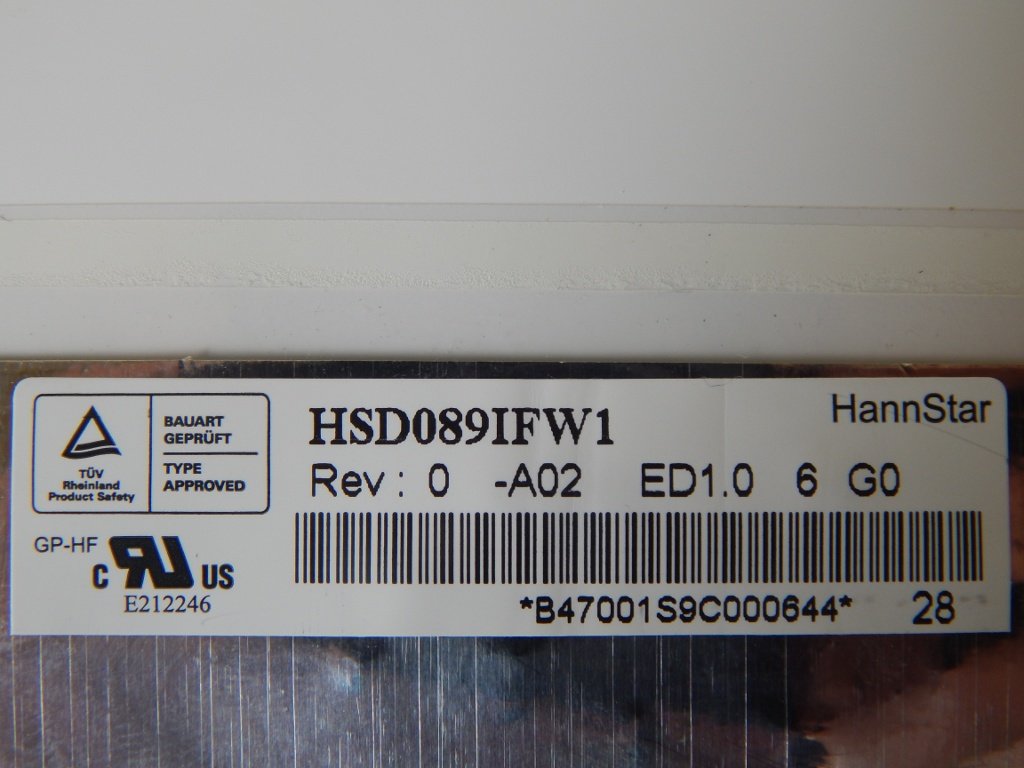 TÜV
Rheinland
Product Safety
BAUART
GEPRÜFT
TYPE
APPROVED
GP-HF
c RU US
E212246
HSD089IFW1
HannStar
Rev : 0 -A02 ED1.0 6 G0
*B47001S9C000644* 28